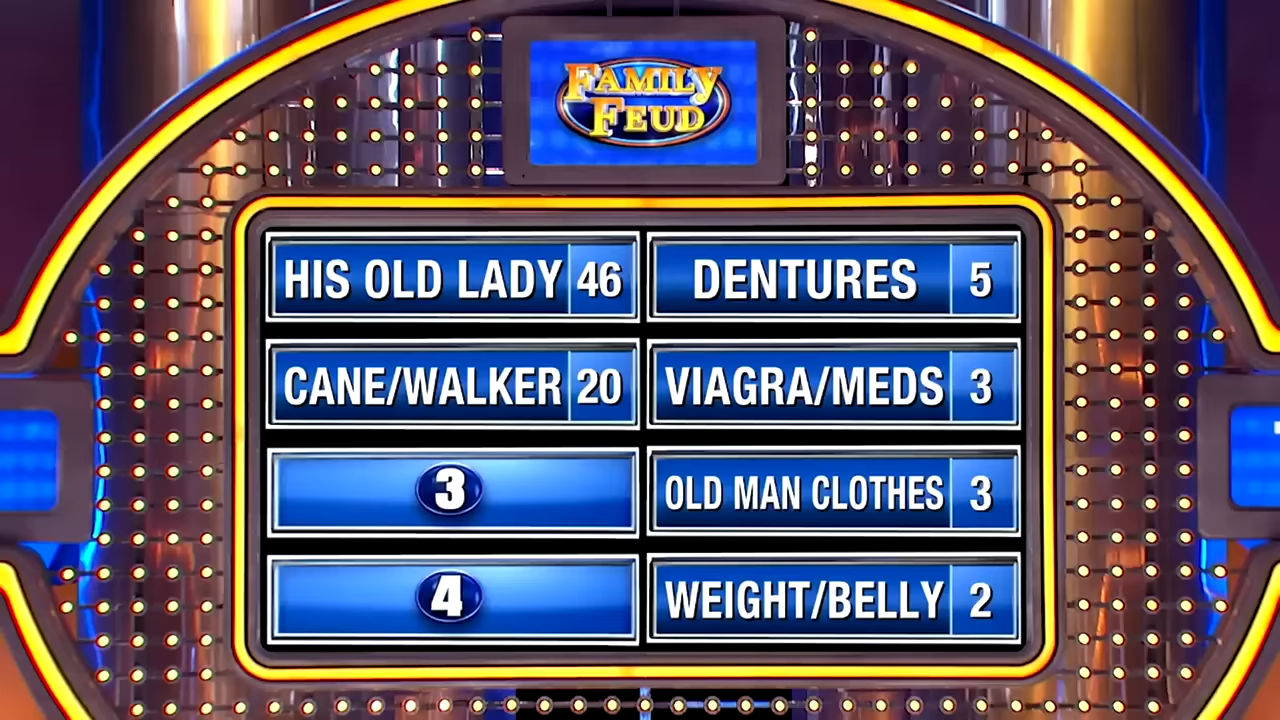 FAMILY
FEUD
HIS OLD LADY 46
CANE/WALKER 20
3
4
DENTURES 5
VIAGRA/MEDS 3
OLD MAN CLOTHES 3
WEIGHT/BELLY 2